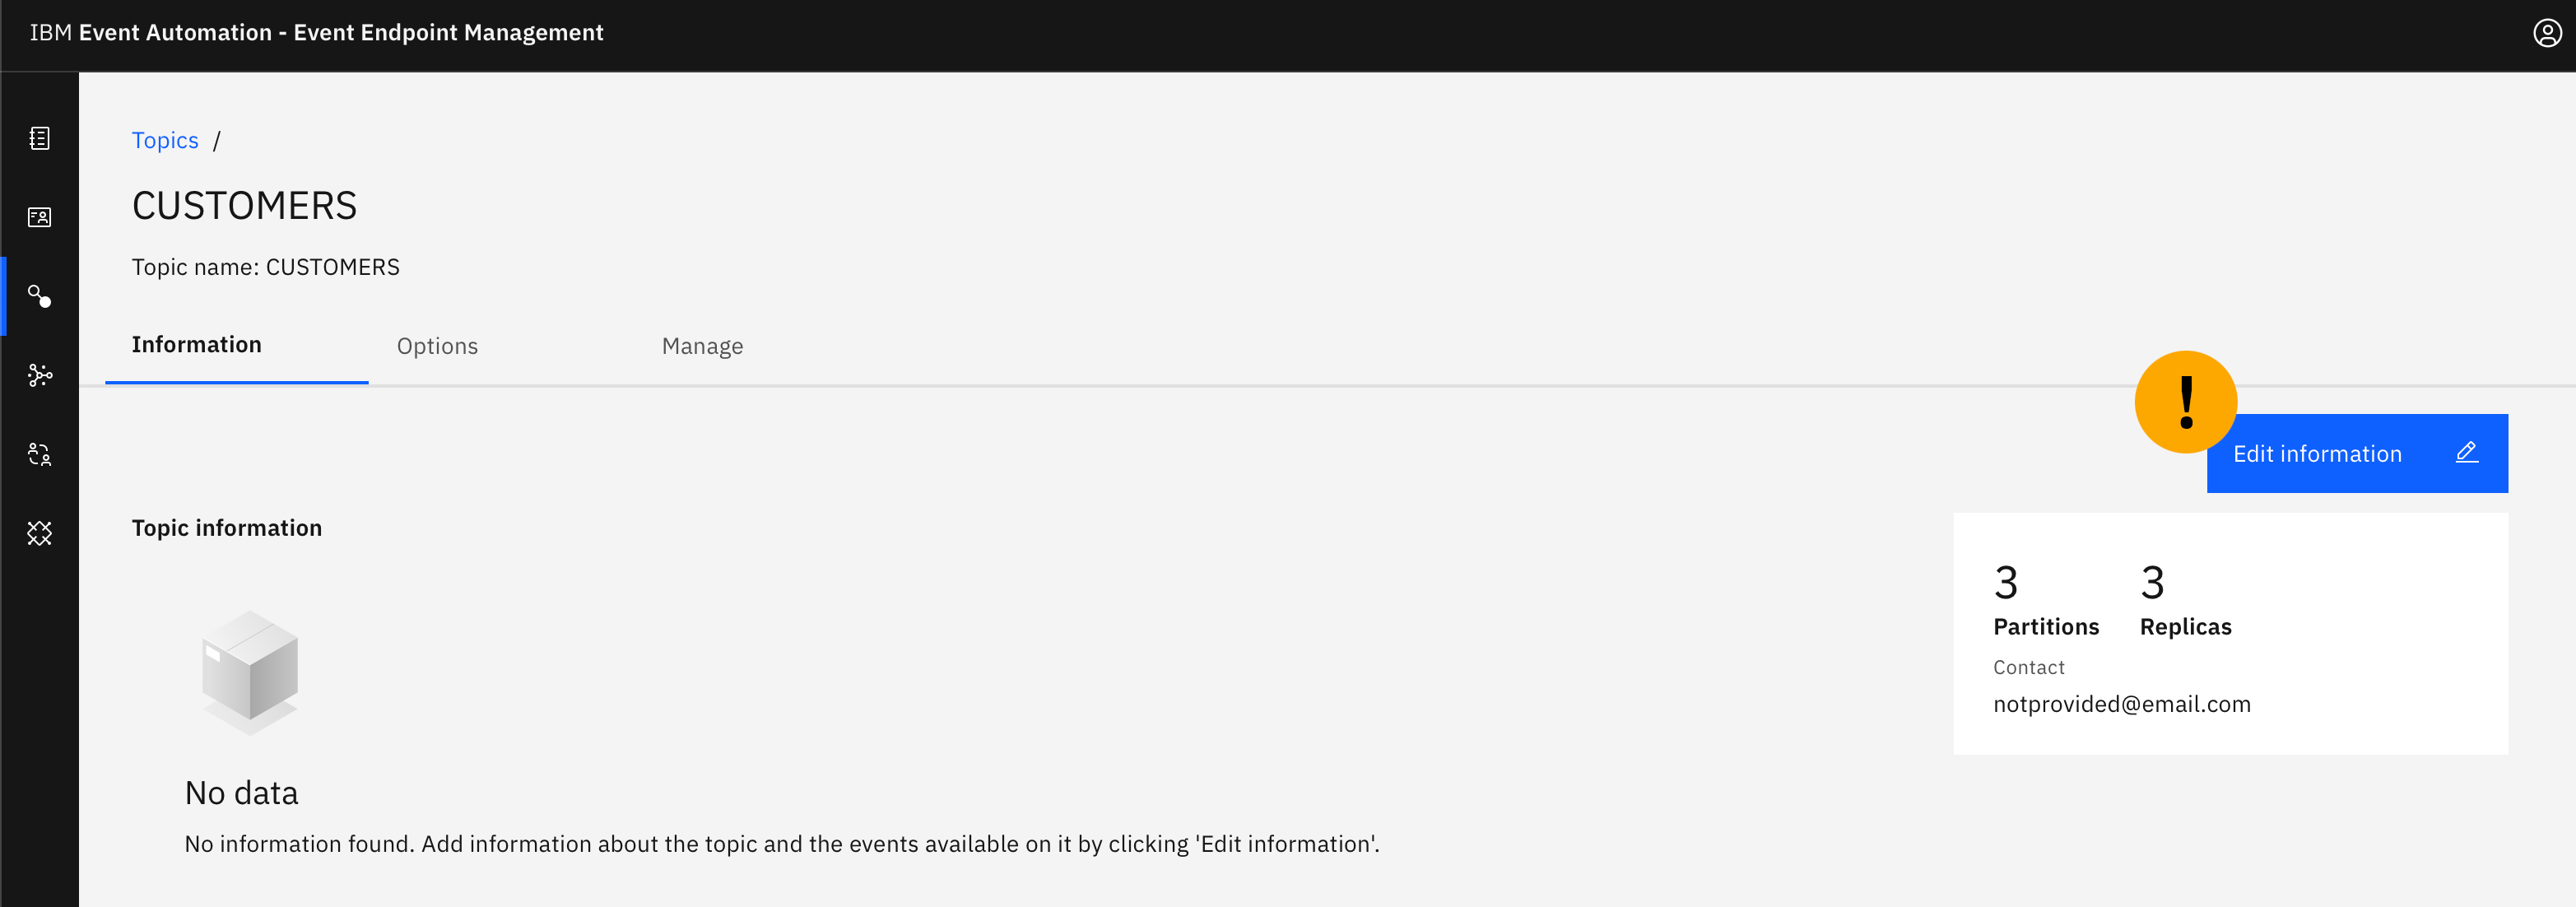 IBM Event Automation - Event Endpoint Management
Topics /
CUSTOMERS
Topic name: CUSTOMERS
Information Options Manage
!
Edit information
Topic information
3 3
Partitions Replicas
Contact
notprovided@email.com
No data
No information found. Add information about the topic and the events available on it by clicking 'Edit information'.